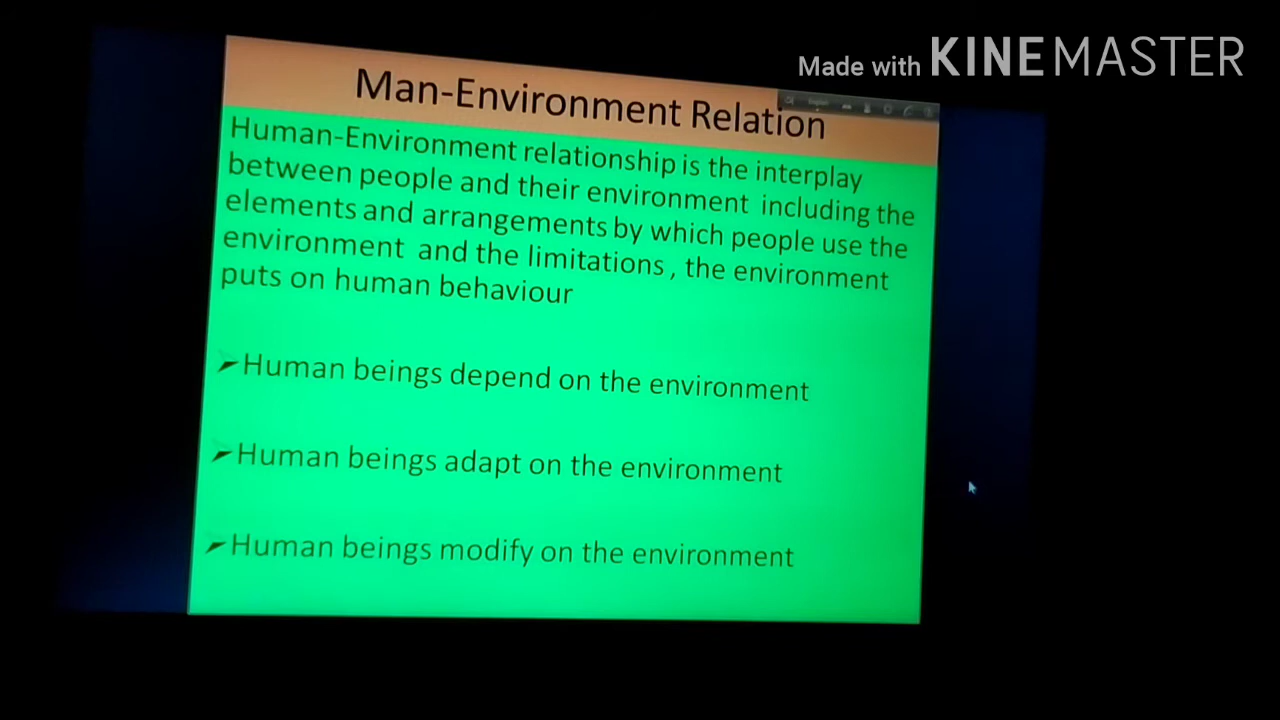 Made with KINEMASTER
Man-Environment Relation
Human-Environment relationship is the interplay
between people and their environment including the
elements and arrangements by which people use the
environment and the limitations , the environment
puts on human behaviour
➤Human beings depend on the environment
➤Human beings adapt on the environment
➤Human beings modify on the environment